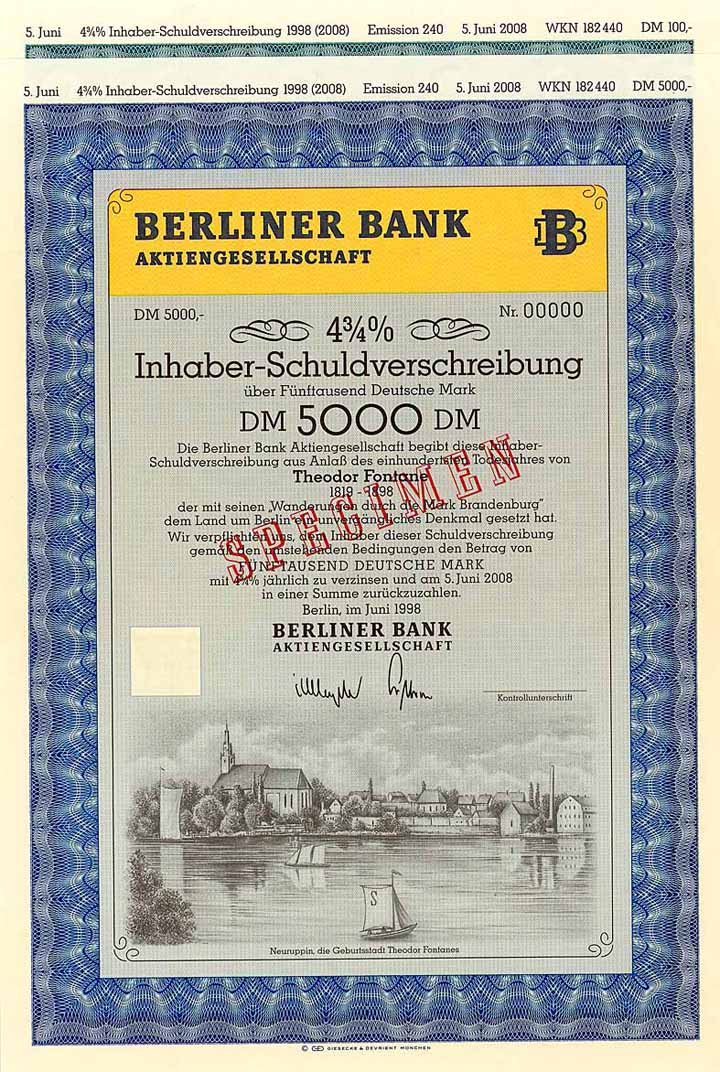 5. Juni 4¾% Inhaber-Schuldverschreibung 1998 (2008) Emission 240 5. Juni 2008 WKN 182 440 DM 100,-
5. Juni 4¾% Inhaber-Schuldverschreibung 1998 (2008) Emission 240 5. Juni 2008 WKN 182 440 DM 5000,-
BERLINER BANK
AKTIENGESELLSCHAFT
B
DM 5000,- Nr. 00000
4¾%
Inhaber-Schuldverschreibung
über Fünftausend Deutsche Mark
DM 5000 DM
Die Berliner Bank Aktiengesellschaft begibt diese Inhaber-
Schuldverschreibung aus Anlaß des einhundertsten Todesjahres von
Theodor Fontane
1819 - 1898
der mit seinen „Wanderungen durch die Mark Brandenburg“
dem Land um Berlin ein unvergängliches Denkmal gesetzt hat.
Wir verpflichten uns, dem Inhaber dieser Schuldverschreibung
gemäß den umstehenden Bedingungen den Betrag von
FÜNFTAUSEND DEUTSCHE MARK
mit 4¾% jährlich zu verzinsen und am 5. Juni 2008
in einer Summe zurückzuzahlen.
Berlin, im Juni 1998
SPECIMEN
BERLINER BANK
AKTIENGESELLSCHAFT
Kontrollunterschrift
S
Neuruppin, die Geburtsstadt Theodor Fontanes
© GD GIESECKE & DEVRIENT MÜNCHEN